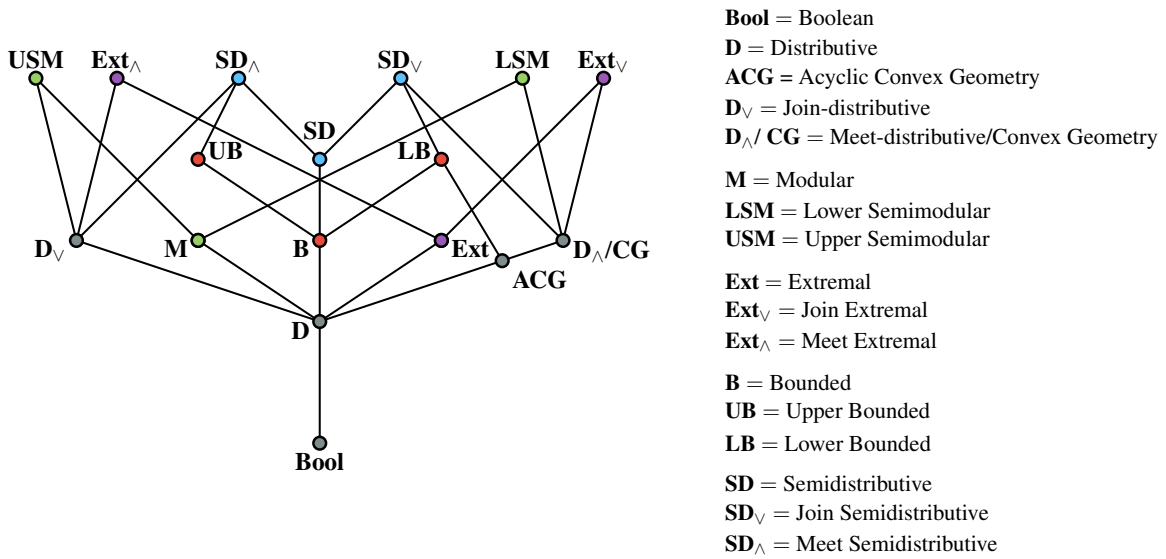 USM Ext∧ SD∧ SD∨ LSM Ext∨
SD
UB LB
D∨ M B Ext D∧/CG
ACG
D
Bool
Bool = Boolean
D = Distributive
ACG = Acyclic Convex Geometry
D∨ = Join-distributive
D∧/ CG = Meet-distributive/Convex Geometry
M = Modular
LSM = Lower Semimodular
USM = Upper Semimodular
Ext = Extremal
Ext∨ = Join Extremal
Ext∧ = Meet Extremal
B = Bounded
UB = Upper Bounded
LB = Lower Bounded
SD = Semidistributive
SD∨ = Join Semidistributive
SD∧ = Meet Semidistributive